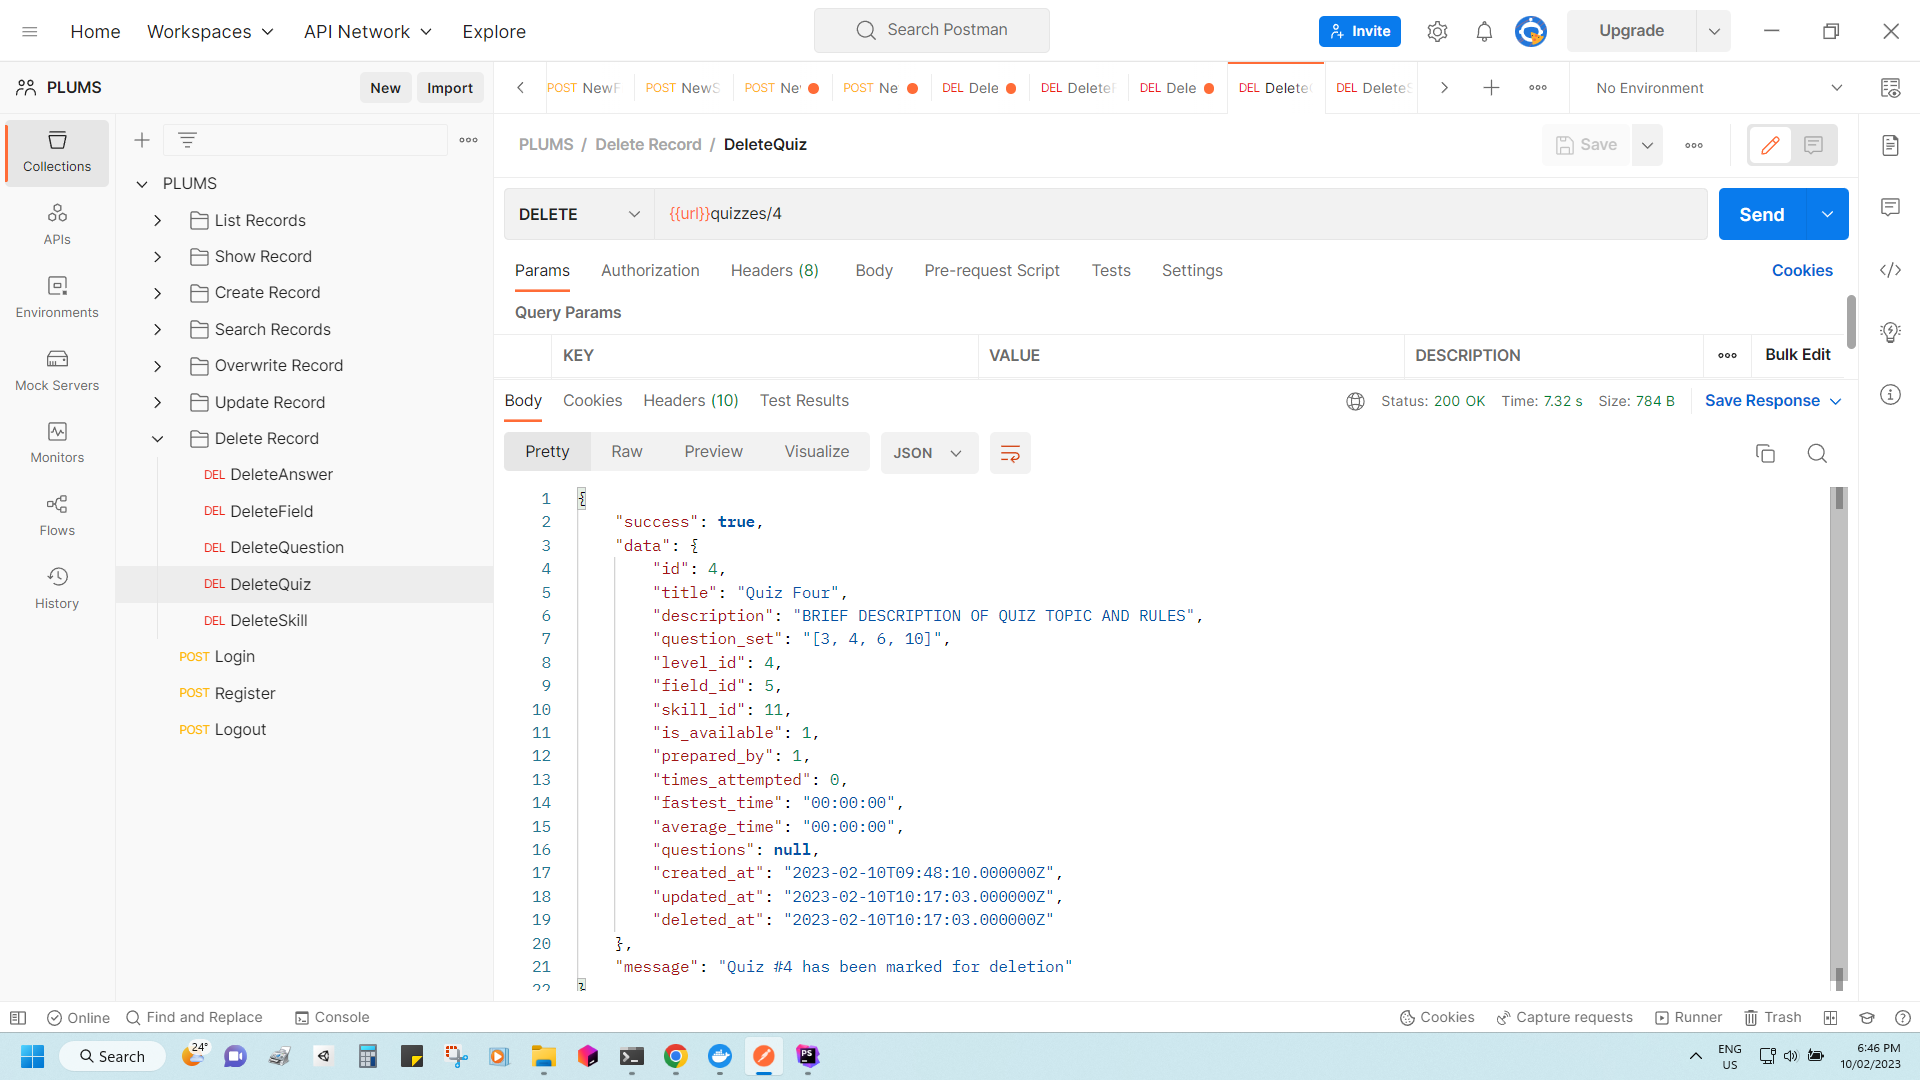 Home Workspaces API Network Explore Search Postman Invite Upgrade
PLUMS New Import POST NewF POST NewS POST Ne POST Ne DEL Dele DEL Delete DEL Dele DEL Delete DEL Delete No Environment
Collections
APIs
Environments
Mock Servers
Monitors
Flows
History
PLUMS
List Records
Show Record
Create Record
Search Records
Overwrite Record
Update Record
Delete Record
DEL DeleteAnswer
DEL DeleteField
DEL DeleteQuestion
DEL DeleteQuiz
DEL DeleteSkill
POST Login
POST Register
POST Logout
PLUMS / Delete Record / DeleteQuiz Save
DELETE {{url}}quizzes/4 Send
Params Authorization Headers (8) Body Pre-request Script Tests Settings Cookies
Query Params
KEY VALUE DESCRIPTION Bulk Edit
Body Cookies Headers (10) Test Results Status: 200 OK Time: 7.32 s Size: 784 B Save Response
Pretty Raw Preview Visualize JSON
1 {
2 "success": true,
3 "data": {
4 "id": 4,
5 "title": "Quiz Four",
6 "description": "BRIEF DESCRIPTION OF QUIZ TOPIC AND RULES",
7 "question_set": "[3, 4, 6, 10]",
8 "level_id": 4,
9 "field_id": 5,
10 "skill_id": 11,
11 "is_available": 1,
12 "prepared_by": 1,
13 "times_attempted": 0,
14 "fastest_time": "00:00:00",
15 "average_time": "00:00:00",
16 "questions": null,
17 "created_at": "2023-02-10T09:48:10.000000Z",
18 "updated_at": "2023-02-10T10:17:03.000000Z",
19 "deleted_at": "2023-02-10T10:17:03.000000Z"
20 },
21 "message": "Quiz #4 has been marked for deletion"
22 }
Online Find and Replace Console Cookies Capture requests Runner Trash
Search 24° PS ENG US 6:46 PM 10/02/2023